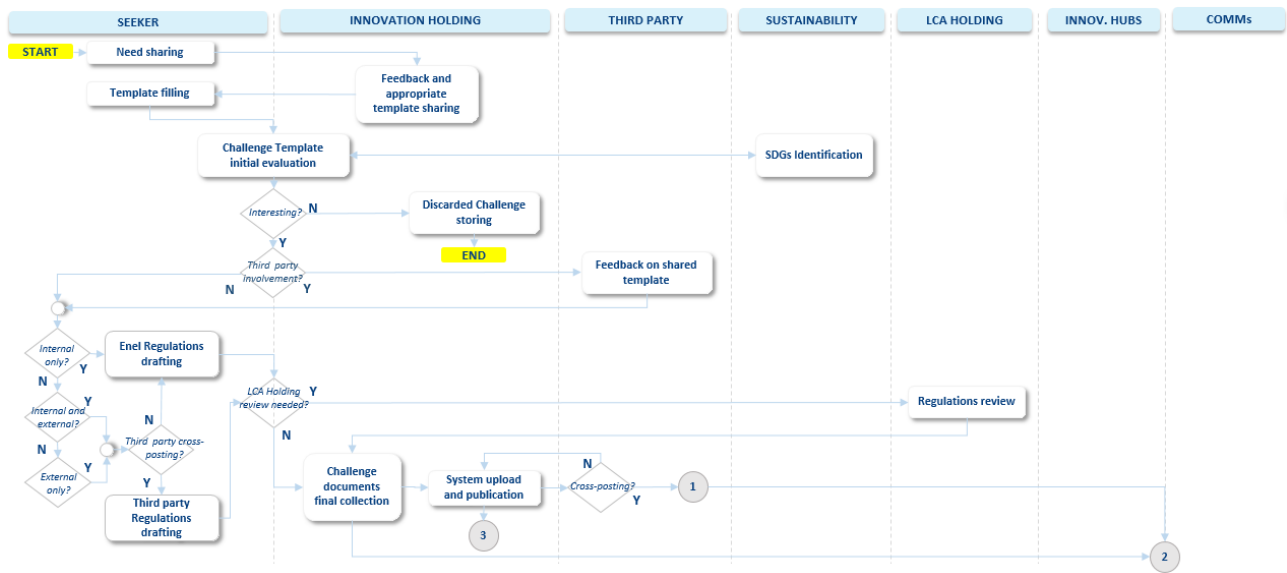 SEEKER
INNOVATION HOLDING
THIRD PARTY
SUSTAINABILITY
LCA HOLDING
INNOV. HUBS
COMMs
START
Need sharing
Feedback and
appropriate
template sharing
Template filling
Challenge Template
initial evaluation
SDGs Identification
Interesting?
N
Discarded Challenge
storing
Y
END
Third party
Involvement?
N
Y
Feedback on shared
template
Internal
only?
Y
N
Enel Regulations
drafting
LCA Holding
review needed?
Y
N
Regulations review
Internal and
external?
Y
N
Third party cross-
posting?
N
Y
External
only?
Y
Third party
Regulations
drafting
Challenge
documents
final collection
System upload
and publication
N
Cross-posting?
Y
1
3
2